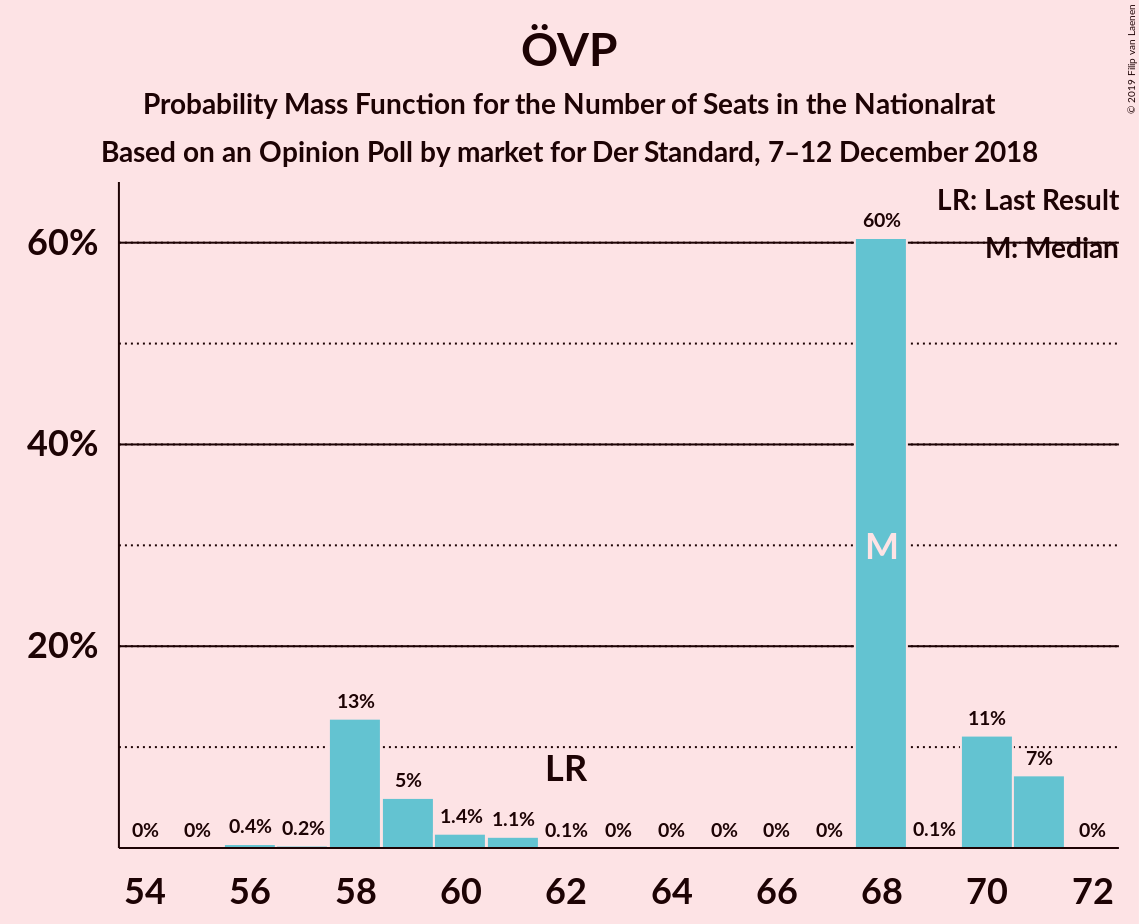 ÖVP
Probability Mass Function for the Number of Seats in the Nationalrat
Based on an Opinion Poll by market for Der Standard, 7–12 December 2018
© 2019 Filip van Laenen
LR: Last Result
M: Median
60%
40%
20%
0% 0% 0.4% 0.2% 13% 5% 1.4% 1.1% 0.1% 0% 0% 0% 0% 0% 60% 0.1% 11% 7% 0%
LR
M
54 56 58 60 62 64 66 68 70 72